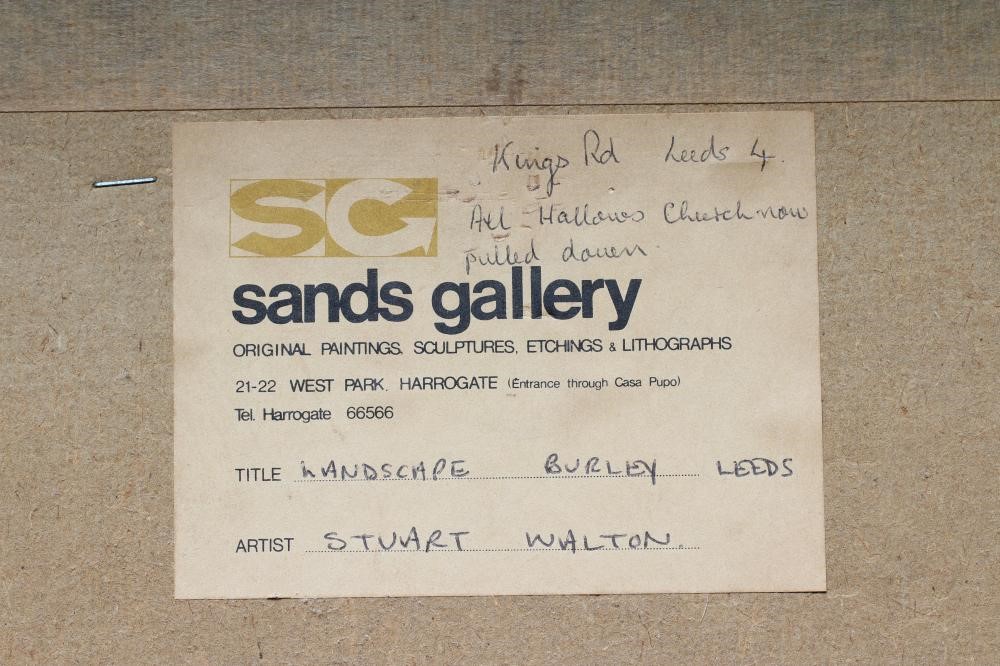 Kings Rd Leeds 4.
All Hallows Church now
pulled down.
SG
sands gallery
ORIGINAL PAINTINGS, SCULPTURES, ETCHINGS & LITHOGRAPHS
21-22 WEST PARK, HARROGATE (Entrance through Casa Pupo)
Tel. Harrogate 66566
TITLE LANDSCAPE BURLEY LEEDS
ARTIST STUART WALTON.